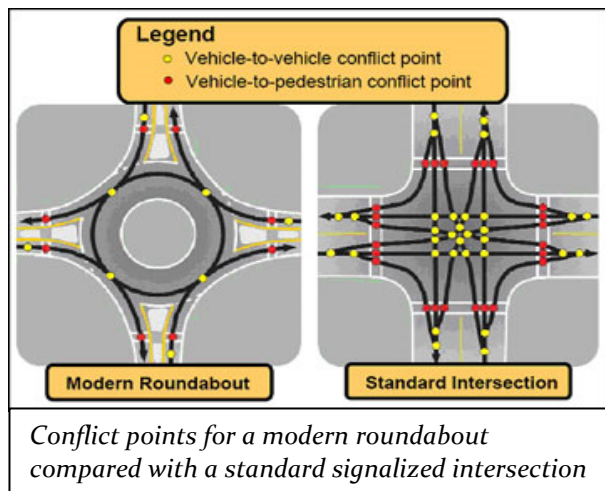 Legend
Vehicle-to-vehicle conflict point
Vehicle-to-pedestrian conflict point
Modern Roundabout
Standard Intersection
Conflict points for a modern roundabout
compared with a standard signalized intersection